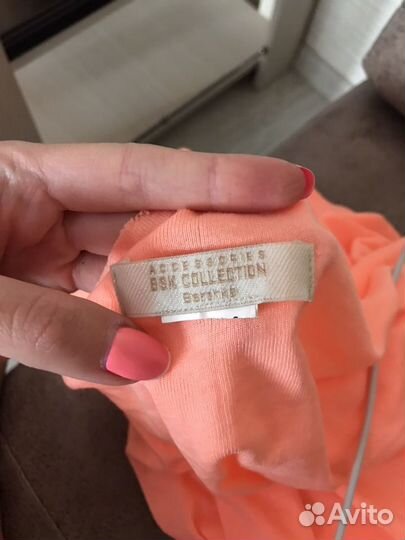 ACCESSORIES
BSK COLLECTION
Bershka
Avito